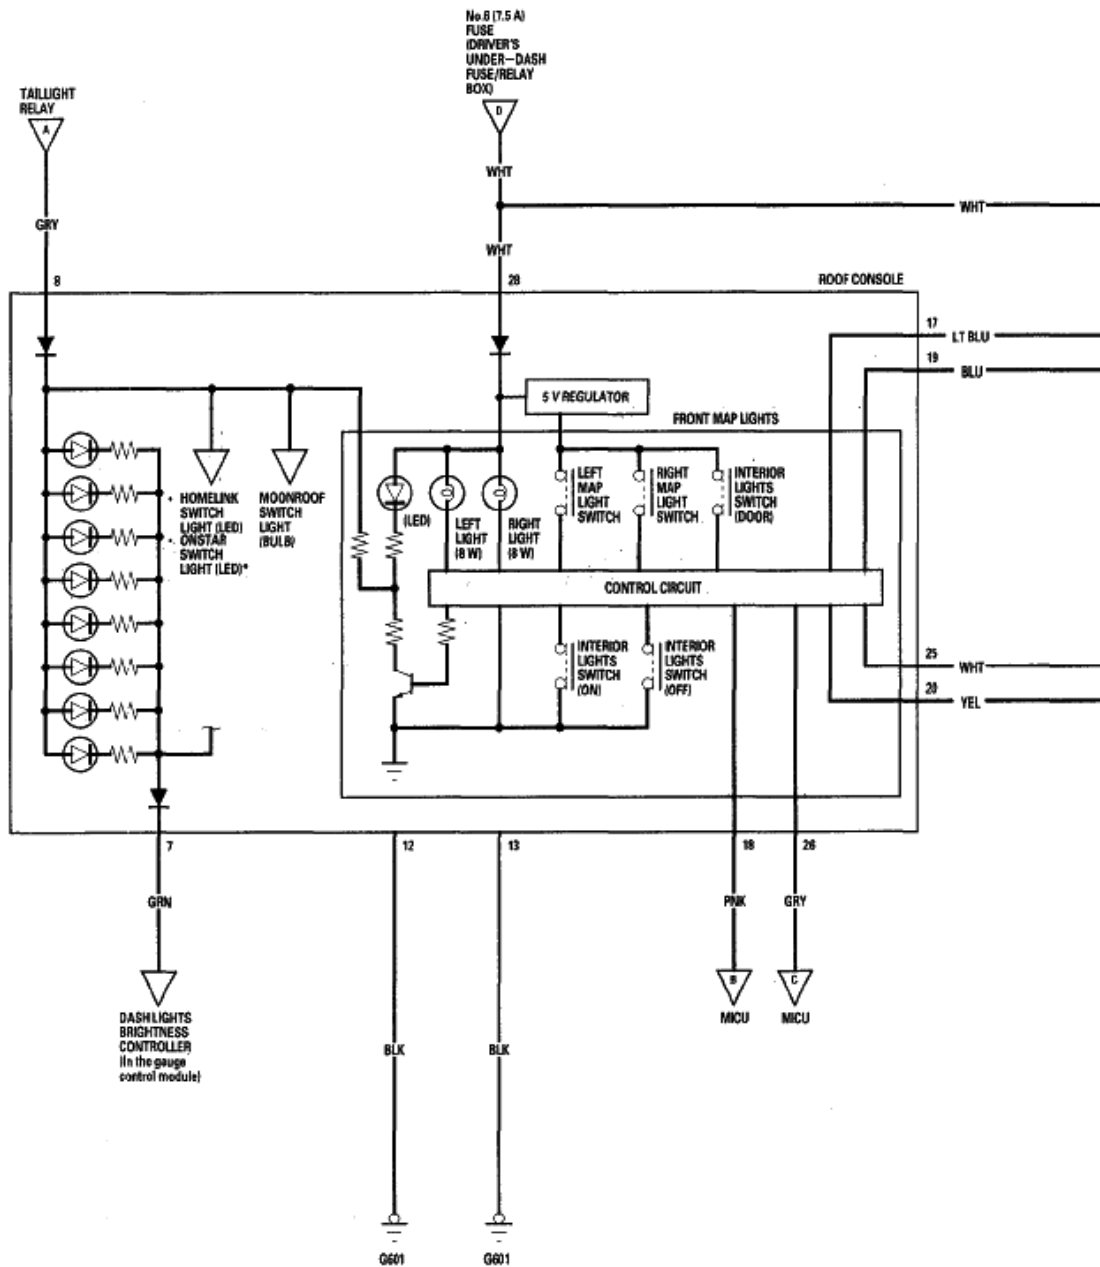 No.6 (7.5 A)
FUSE
(DRIVER'S
UNDER-DASH
FUSE/RELAY
BOX)
D
TAILLIGHT
RELAY
A
WHT
WHT
GRY
WHT
8
28
ROOF CONSOLE
17
LT BLU
19
BLU
5 V REGULATOR
FRONT MAP LIGHTS
HOMELINK
SWITCH
LIGHT (LED)
ONSTAR
SWITCH
LIGHT (LED)*
MOONROOF
SWITCH
LIGHT
(BULB)
(LED)
LEFT
LIGHT
(8 W)
RIGHT
LIGHT
(8 W)
LEFT
MAP
LIGHT
SWITCH
RIGHT
MAP
LIGHT
SWITCH
INTERIOR
LIGHTS
SWITCH
(DOOR)
CONTROL CIRCUIT
INTERIOR
LIGHTS
SWITCH
(ON)
INTERIOR
LIGHTS
SWITCH
(OFF)
25
WHT
20
YEL
7
12
13
18
26
GRN
PNK
GRY
B
C
MICU
MICU
DASH LIGHTS
BRIGHTNESS
CONTROLLER
(In the gauge
control module)
BLK
BLK
G601
G601